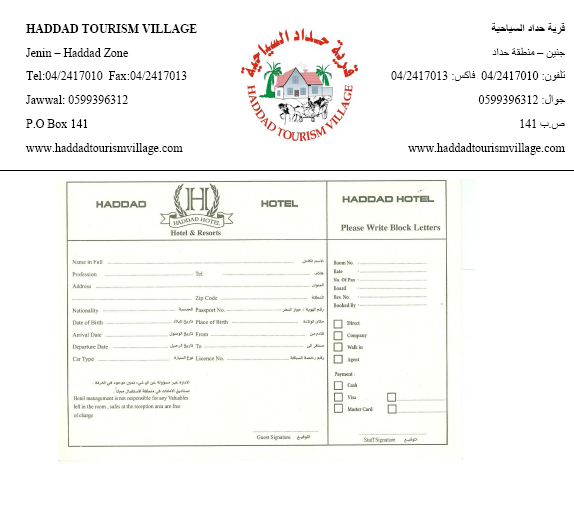 HADDAD TOURISM VILLAGE
Jenin – Haddad Zone
Tel:04/2417010 Fax:04/2417013
Jawwal: 0599396312
P.O Box 141
www.haddadtourismvillage.com
قرية حداد السياحية
HADDAD TOURISM VILLAGE
قرية حداد السياحية
جنين – منطقة حداد
تلفون: 04/2417010 فاكس: 04/2417013
جوال: 0599396312
ص.ب 141
www.haddadtourismvillage.com
HADDAD H HOTEL
HADDAD HOTEL
Hotel & Resorts
Name in Full الاسم الكامل
Profession Tel هاتف
Address العنوان
Zip Code المنطقة
Nationality الجنسية Passport No. رقم الهوية / جواز السفر
Date of Birth تاريخ الميلاد Place of Birth مكان الولادة
Arrival Date تاريخ الوصول From قادم من
Departure Date تاريخ الرحيل To مسافر الى
Car Type نوع السيارة Licence No. رقم رخصة السياقة
الادارة غير مسؤولة عن اي شيء ثمين موجود في الغرفة
صناديق الامانات في منطقة الاستقبال مجانا
Hotel management is not responsible for any Valuables
left in the room , safes at the reception area are free
of charge
Guest Signature التوقيع
HADDAD HOTEL
Please Write Block Letters
Room No.
Rate
No. Of Pax
Board
Res. No.
Booked By
Direct
Company
Walk in
Agent
Payment :
Cash
Visa
Master Card
Staff Signature التوقيع